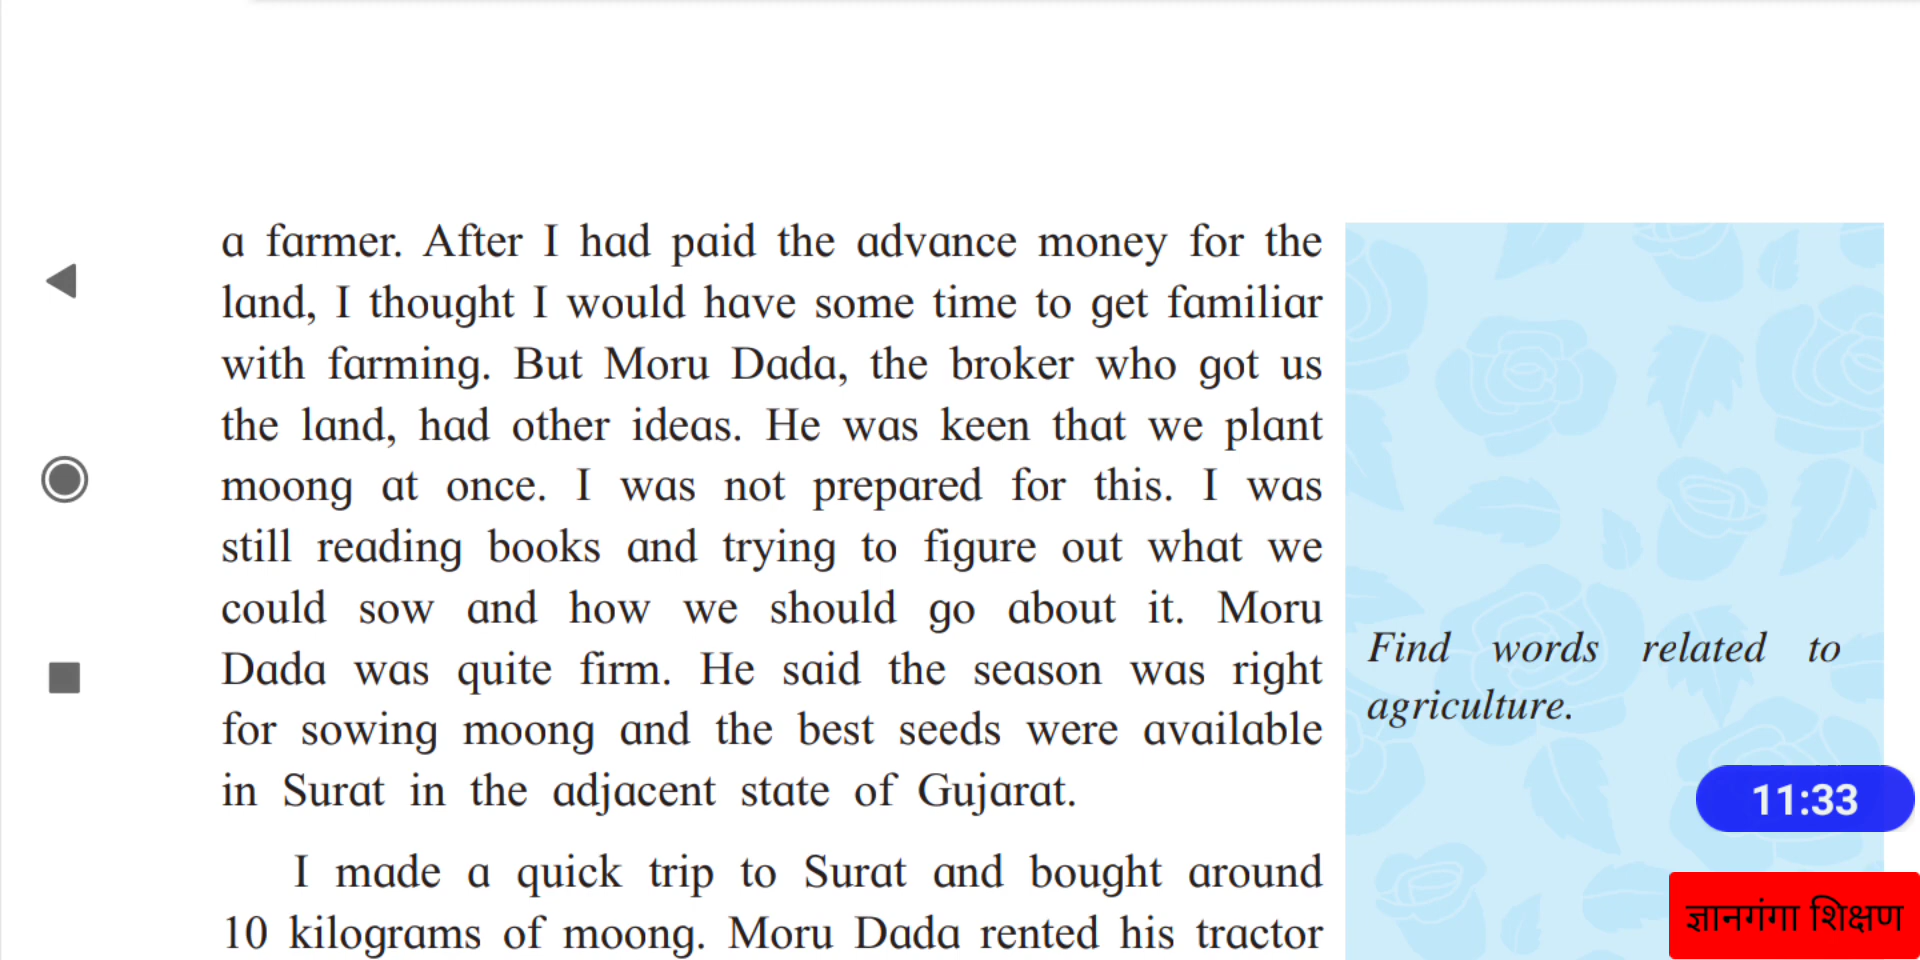 a farmer. After I had paid the advance money for the
land, I thought I would have some time to get familiar
with farming. But Moru Dada, the broker who got us
the land, had other ideas. He was keen that we plant
moong at once. I was not prepared for this. I was
still reading books and trying to figure out what we
could sow and how we should go about it. Moru
Dada was quite firm. He said the season was right
for sowing moong and the best seeds were available
in Surat in the adjacent state of Gujarat.
I made a quick trip to Surat and bought around
10 kilograms of moong. Moru Dada rented his tractor
Find words related to
agriculture.
11:33
ज्ञानगंगा शिक्षण